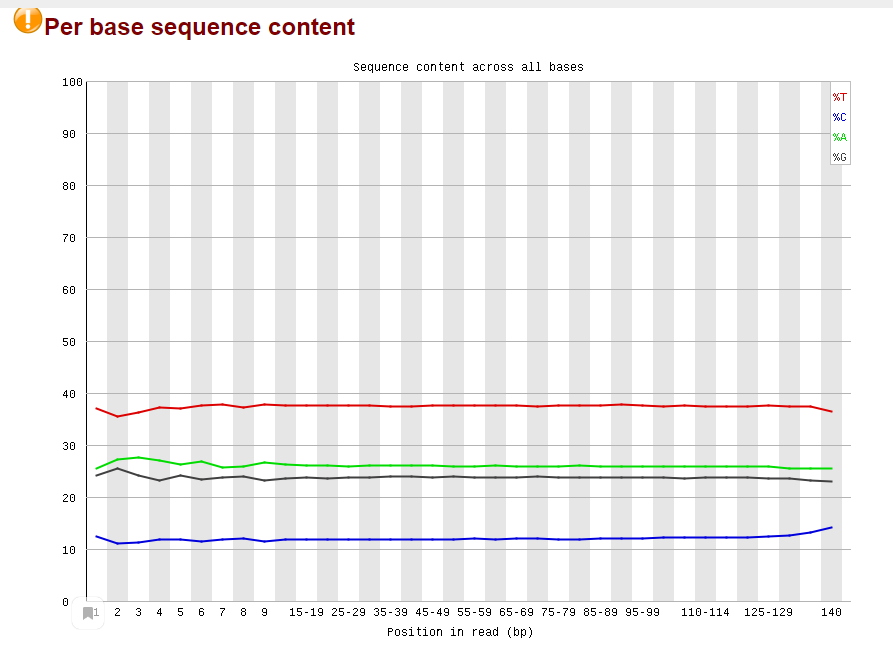 Per base sequence content
Sequence content across all bases
100
%T
%C
%A
%G
90
80
70
60
50
40
30
20
10
0
1 2 3 4 5 6 7 8 9 15-19 25-29 35-39 45-49 55-59 65-69 75-79 85-89 95-99 110-114 125-129 140
Position in read (bp)